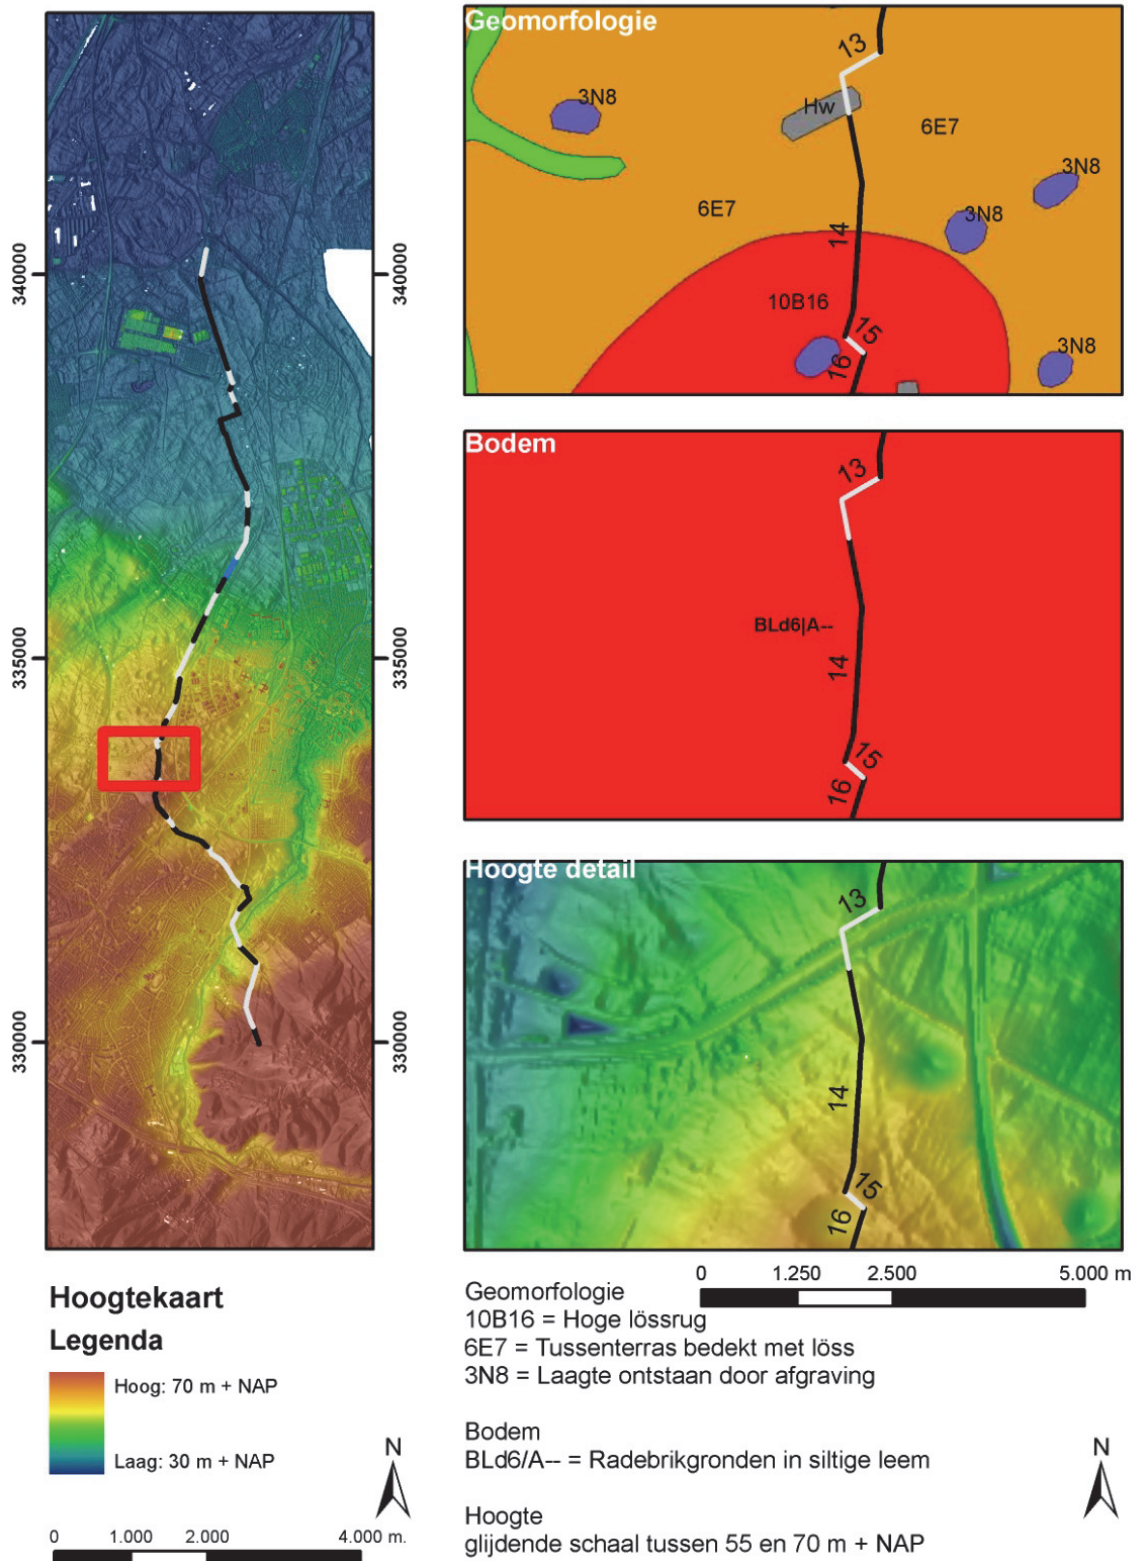 340000
335000
330000
340000
335000
330000
Hoogtekaart
Legenda
Hoog: 70 m + NAP
Laag: 30 m + NAP
N
0 1.000 2.000 4.000 m.
Geomorfologie
13
3N8
Hw
6E7
3N8
6E7
3N8
14
10B16
15
3N8
16
Bodem
13
BLd6|A--
14
15
16
Hoogte detail
13
14
15
16
0 1.250 2.500 5.000 m
Geomorfologie
10B16 = Hoge lössrug
6E7 = Tussenterras bedekt met löss
3N8 = Laagte ontstaan door afgraving
Bodem
BLd6/A-- = Radebrikgronden in siltige leem
Hoogte
glijdende schaal tussen 55 en 70 m + NAP
N